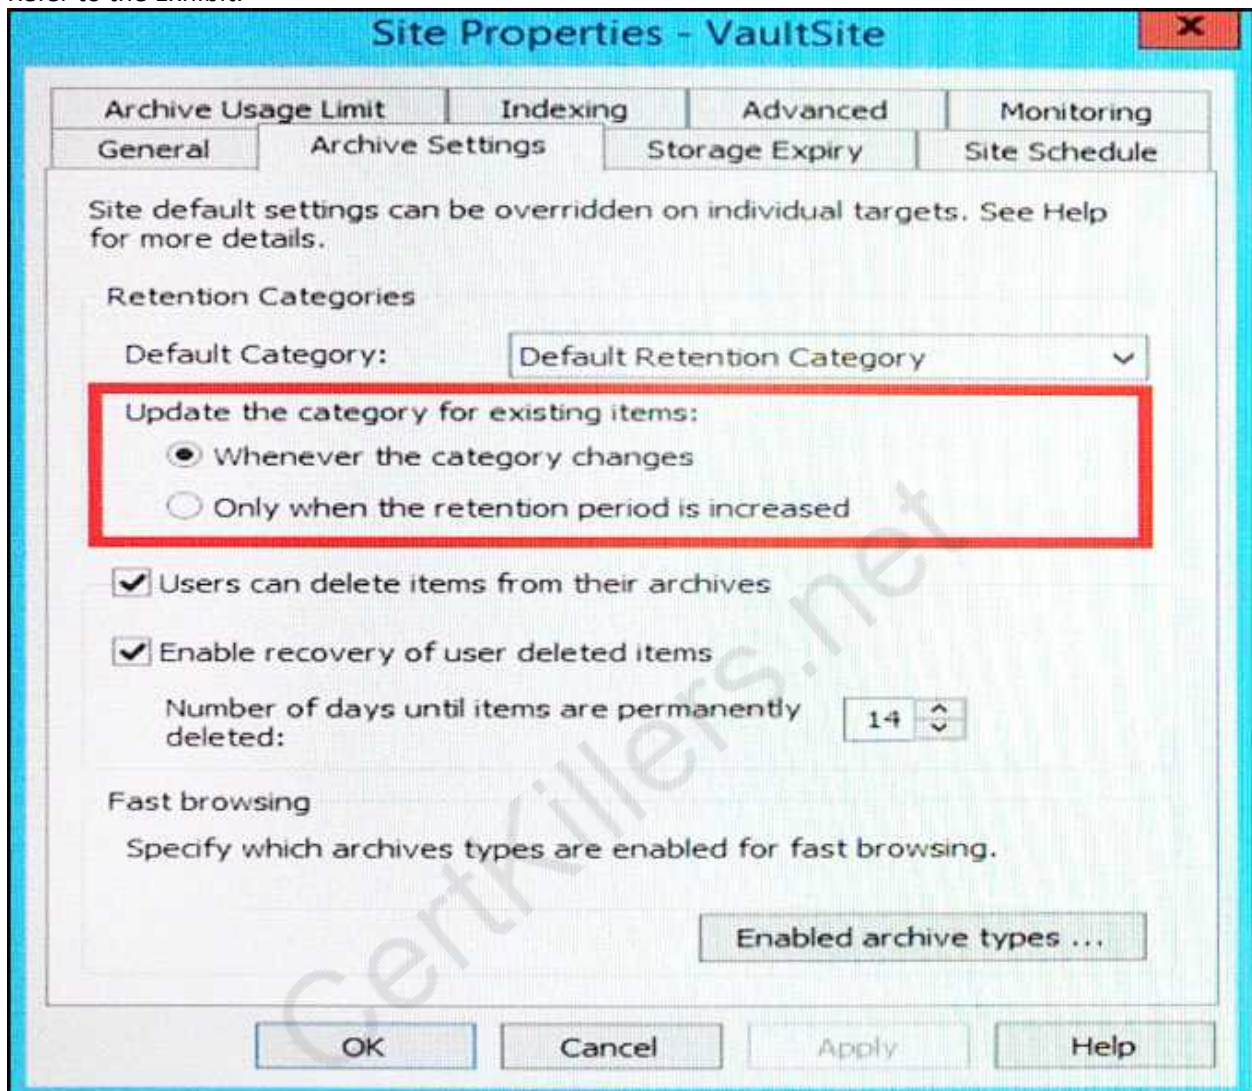 Refer to the Exhibit.
Site Properties - VaultSite
x
Archive Usage Limit Indexing Advanced Monitoring
General Archive Settings Storage Expiry Site Schedule
Site default settings can be overridden on individual targets. See Help
for more details.
Retention Categories
Default Category: Default Retention Category
Update the category for existing items:
Whenever the category changes
Only when the retention period is increased
Users can delete items from their archives
Enable recovery of user deleted items
Number of days until items are permanently
deleted:
14
Fast browsing
Specify which archives types are enabled for fast browsing.
Enabled archive types ...
OK Cancel Apply Help
CertKillers.net